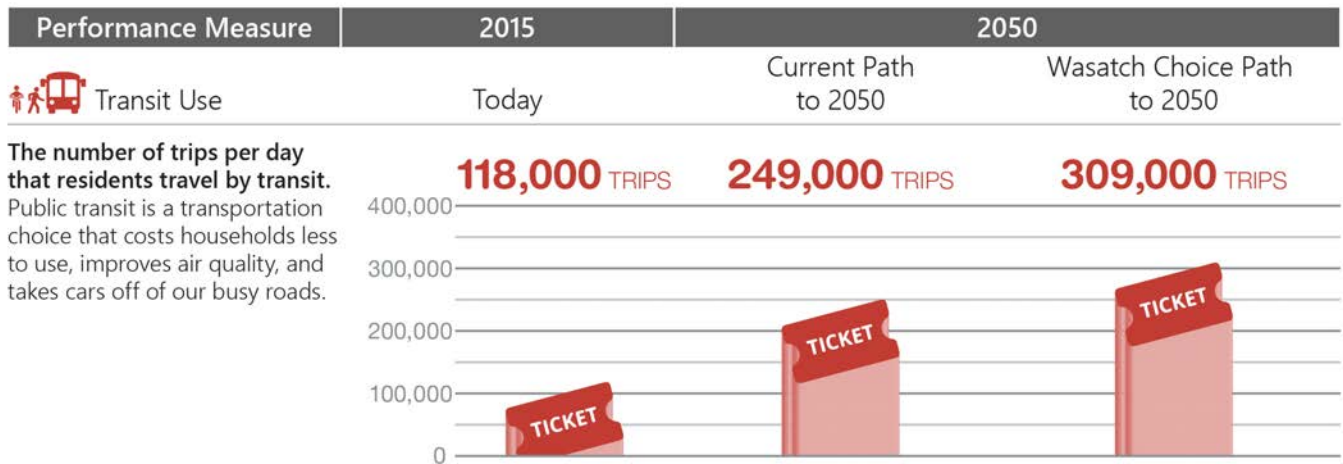 Performance Measure 2015 2050
Transit Use
Today
Current Path
to 2050
Wasatch Choice Path
to 2050
The number of trips per day
that residents travel by transit.
Public transit is a transportation
choice that costs households less
to use, improves air quality, and
takes cars off of our busy roads.
118,000 TRIPS 249,000 TRIPS 309,000 TRIPS
400,000
300,000
200,000
100,000
0
TICKET
TICKET
TICKET